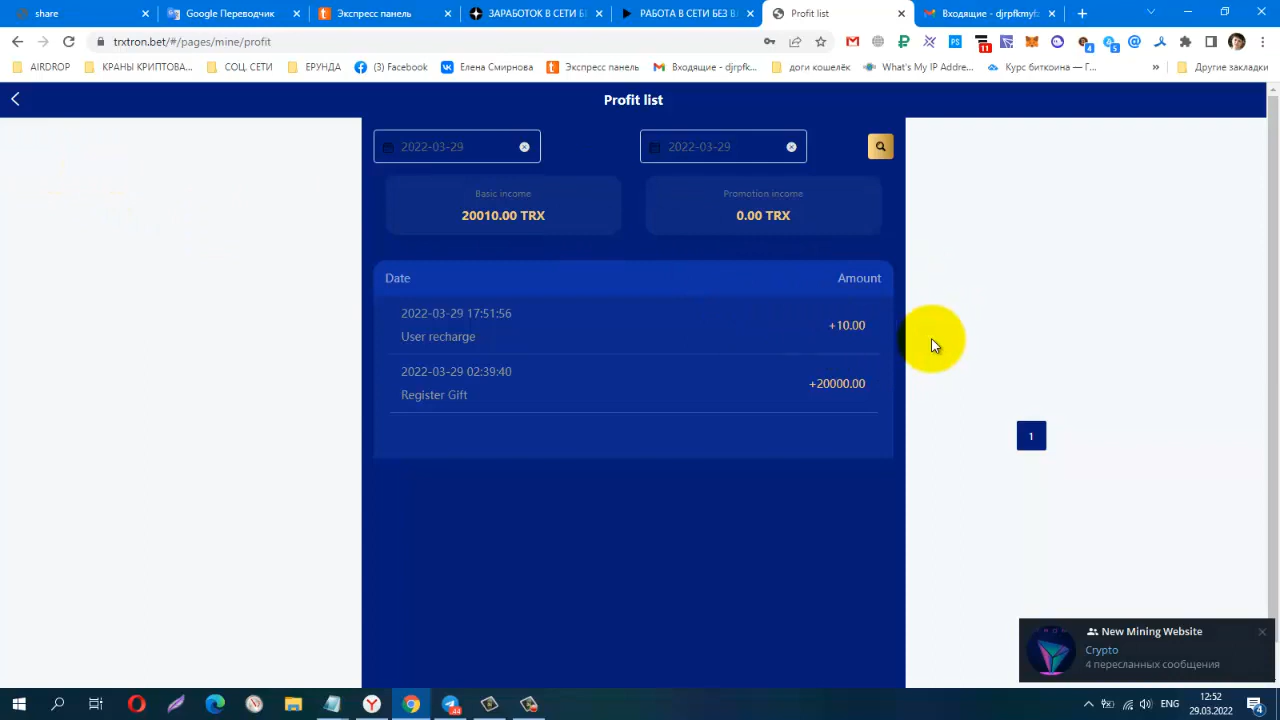 share
Google Переводчик
Экспресс панель
ЗАРАБОТОК В СЕТИ Б
РАБОТА В СЕТИ БЕЗ В
Profit list
Входящие - djrpfkmyf
trxtron.bet/#/pages/mine/profit
11
4
5
AIRDROP
КРАНЫ КРИПТОВА...
СОЦ. СЕТИ
ЕРУНДА
(3) Facebook
Елена Смирнова
Экспресс панель
Входящие - djrpfk...
доги кошелёк
What's My IP Addre...
Курс биткоина — Г...
»
Другие закладки
Profit list
2022-03-29
2022-03-29
Basic income
Promotion income
20010.00 TRX
0.00 TRX
Date
Amount
2022-03-29 17:51:56
+10.00
User recharge
2022-03-29 02:39:40
+20000.00
Register Gift
1
New Mining Website
Crypto
4 пересланных сообщения
44
ENG
12:52
29.03.2022
4